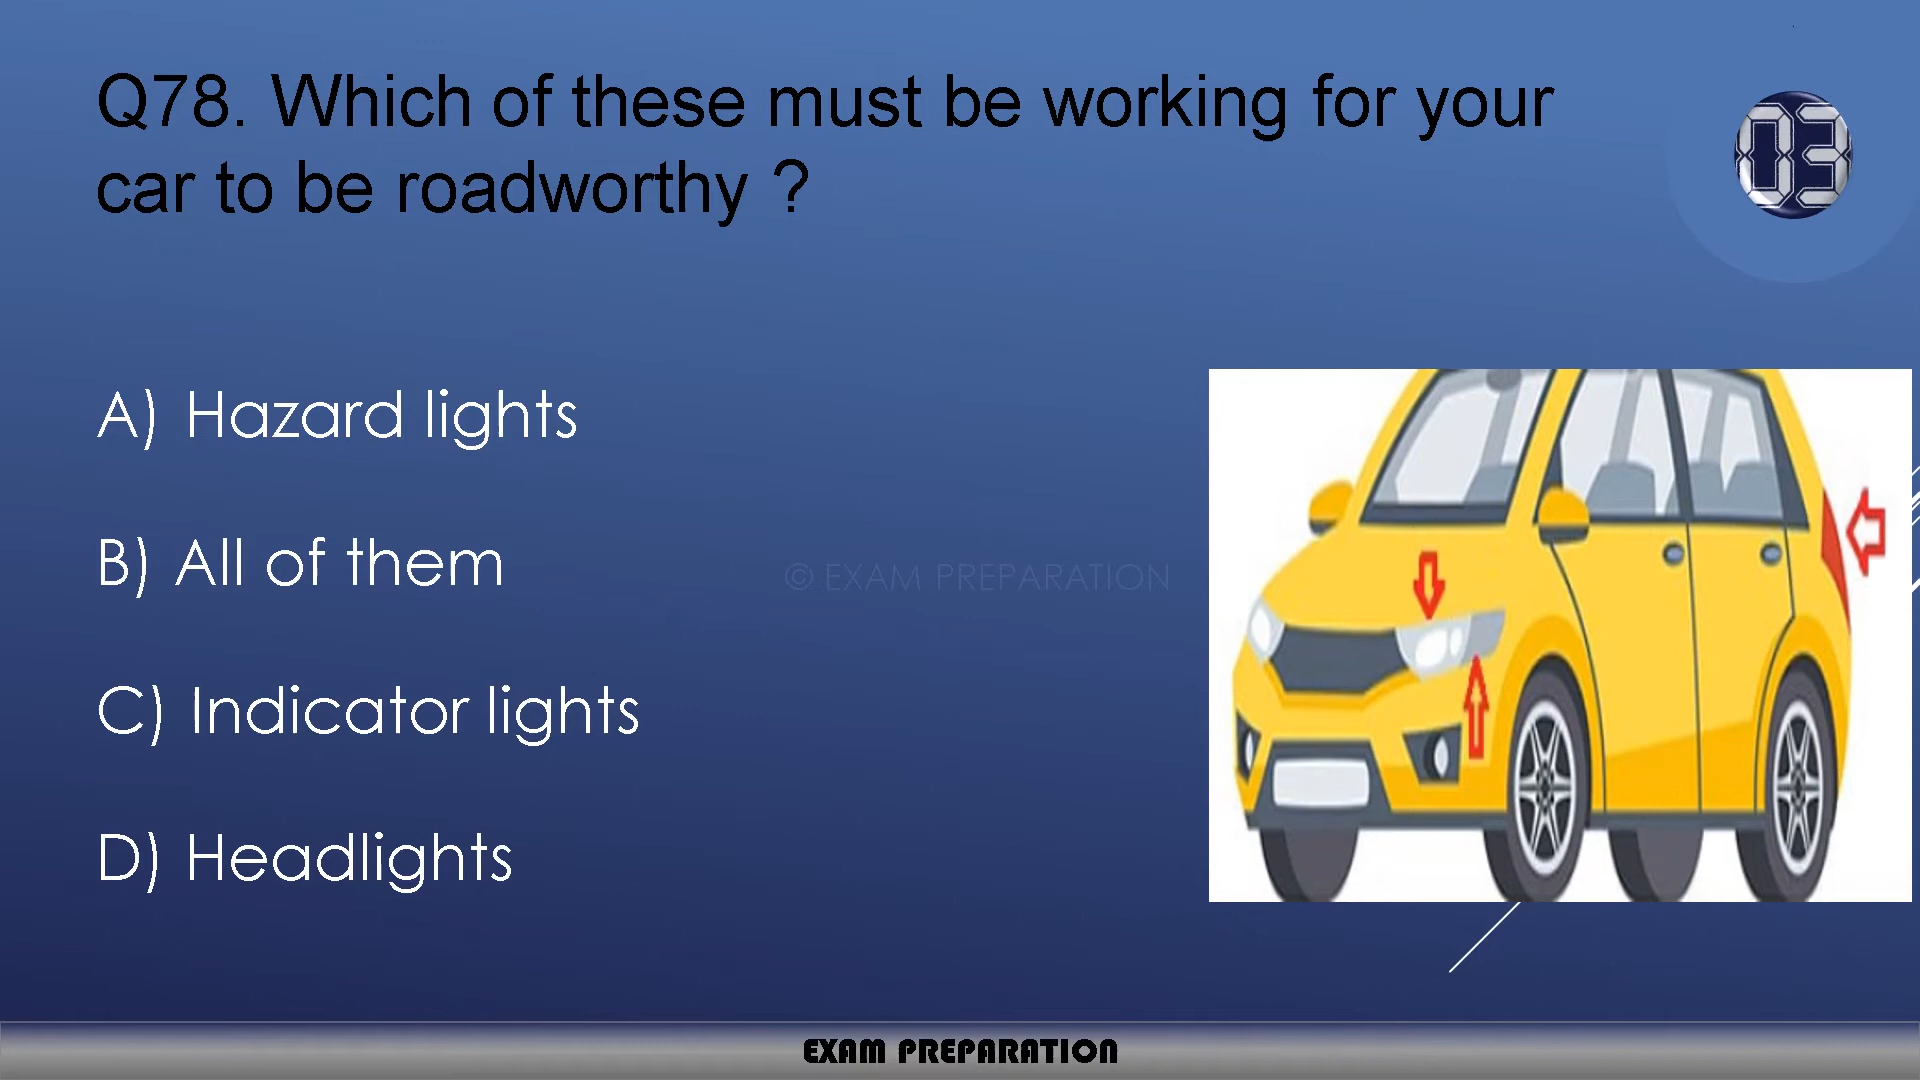 Q78. Which of these must be working for your
car to be roadworthy ?
03
A) Hazard lights
B) All of them
© EXAM PREPARATION
C) Indicator lights
D) Headlights
EXAM PREPARATION